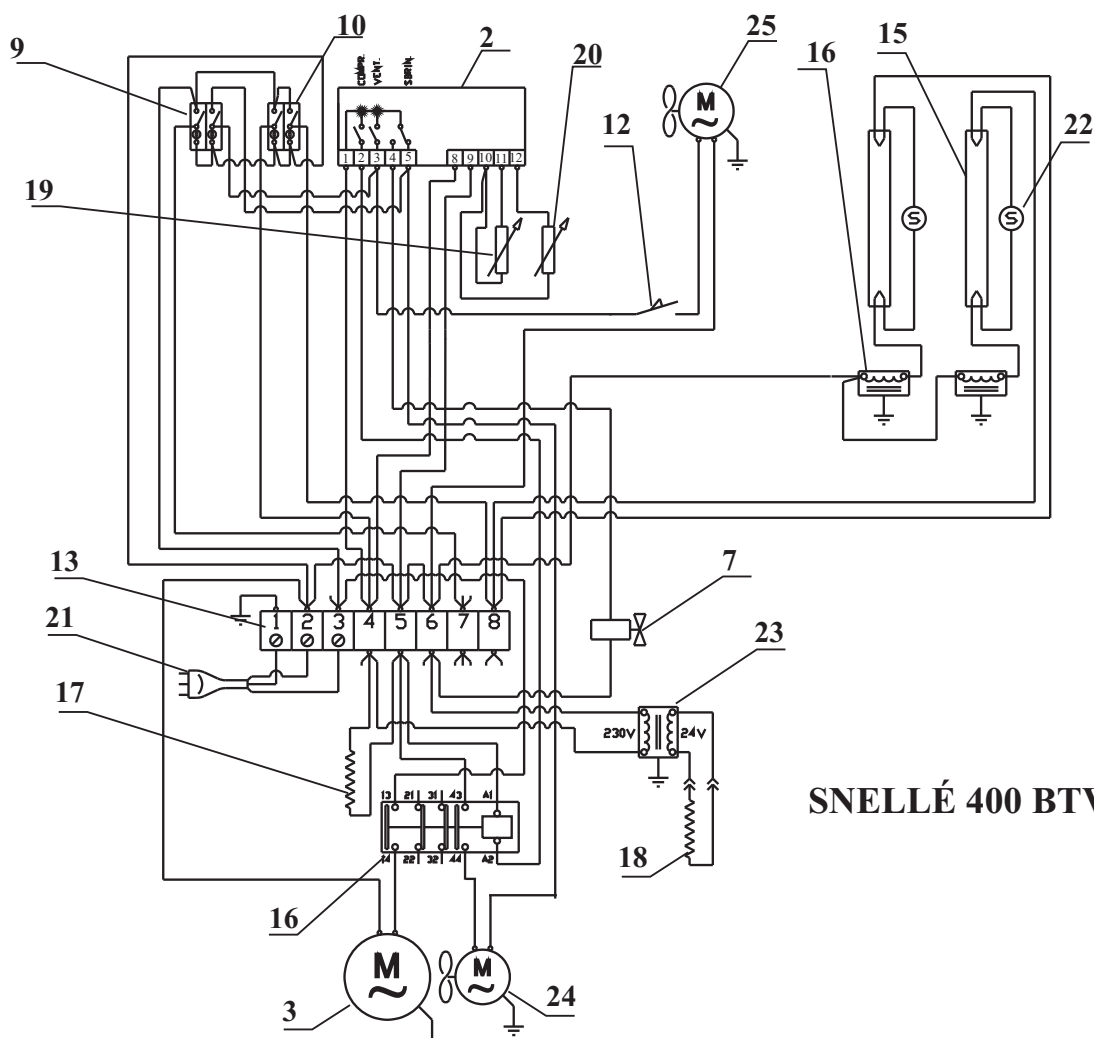 9
10
2
25
16
15
20
22
12
19
COMPR.
VENT.
SBRIN.
1 2 3 4 5 8 9 10 11 12
M
S S
13
21
17
1 2 3 4 5 6 7 8
7
23
230V 24V
13 21 31 43 A1
14 22 32 44 A2
16
18
SNELLÉ 400 BTV
M
M
3
24